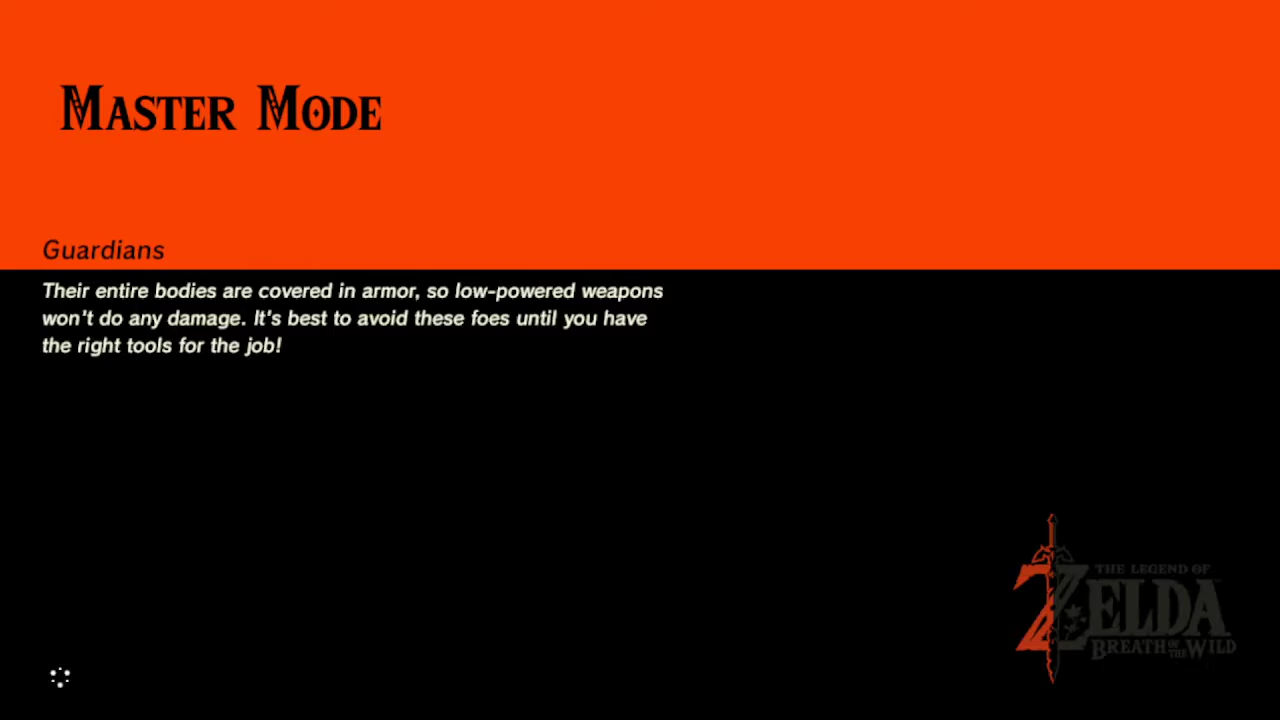 Master Mode
Guardians
Their entire bodies are covered in armor, so low-powered weapons
won't do any damage. It's best to avoid these foes until you have
the right tools for the job!
THE LEGEND OF
ZELDA
BREATH OF THE WILD